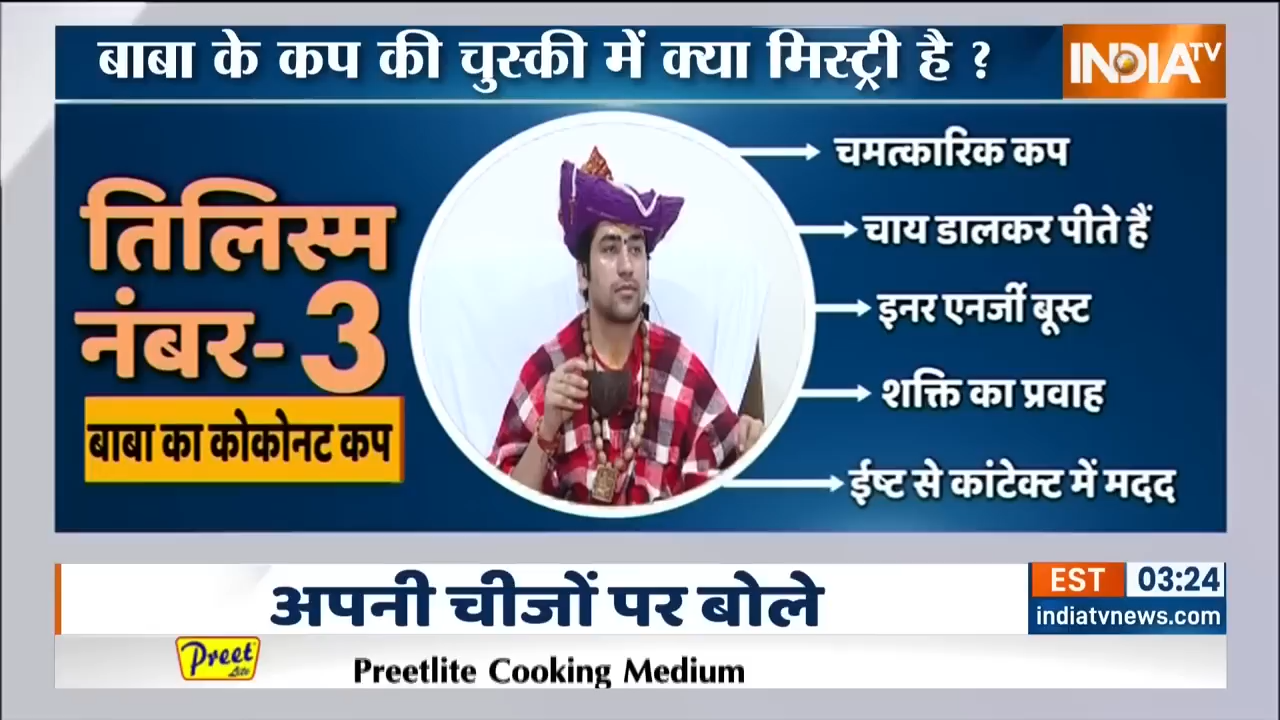 बाबा के कप की चुस्की में क्या मिस्ट्री है ?
INDIA TV
तिलिस्म
नंबर-3
बाबा का कोकोनट कप
चमत्कारिक कप
चाय डालकर पीते हैं
इनर एनर्जी बूस्ट
शक्ति का प्रवाह
ईष्ट से कांटेक्ट में मदद
अपनी चीजों पर बोले
EST 03:24
indiatvnews.com
Preet Lite
Preetlite Cooking Medium